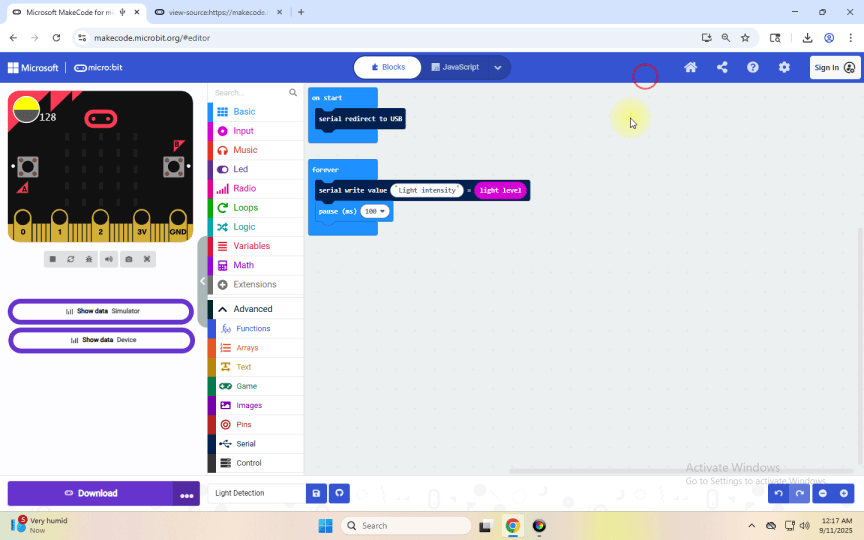 Microsoft MakeCode for mi
view-source:https://makecode.
makecode.microbit.org/#editor
Microsoft
micro:bit
Blocks
JavaScript
Sign In
128
B
A
0 1 2 3V GND
Show data Simulator
Show data Device
Search...
Basic
Input
Music
Led
Radio
Loops
Logic
Variables
Math
Extensions
Advanced
Functions
Arrays
Text
Game
Images
Pins
Serial
Control
on start
serial redirect to USB
forever
serial write value "Light intensity" = light level
pause (ms) 100
Activate Windows
Go to Settings to activate Windows.
Download
Light Detection
5
Very humid
Now
Search
12:17 AM
9/11/2025